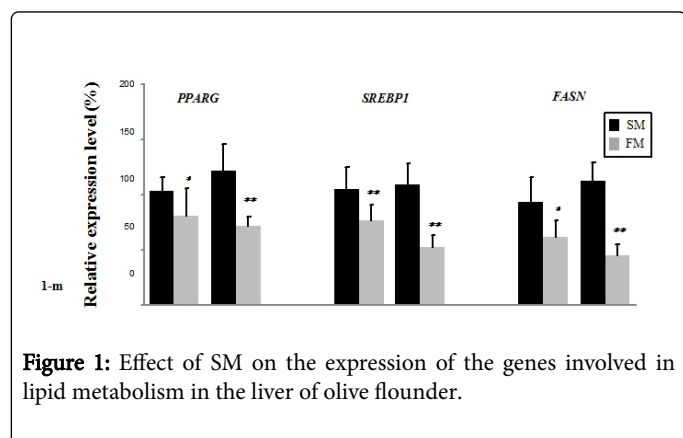 200
PPARG
SREBP1
FASN
SM
FM
150
100
50
0
Relative expression level (%)
1-m
* ** ** ** * **
Figure 1: Effect of SM on the expression of the genes involved in
lipid metabolism in the liver of olive flounder.